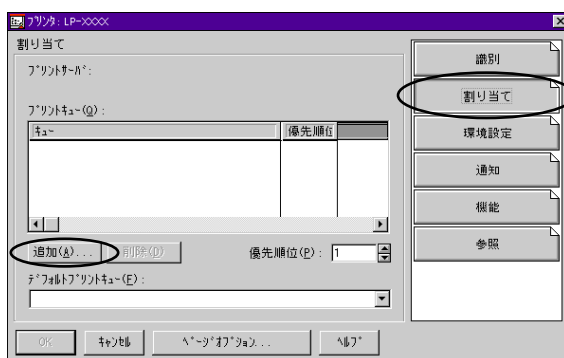 プリンタ: LP-XXXX
割り当て
プリントサーバ:
プリントキュー(Q) :
キュー 優先順位
追加(A)... 削除(D) 優先順位(P) : 1
デフォルトプリントキュー(E) :
OK キャンセル ページオプション... ヘルプ
識別
割り当て
環境設定
通知
機能
参照